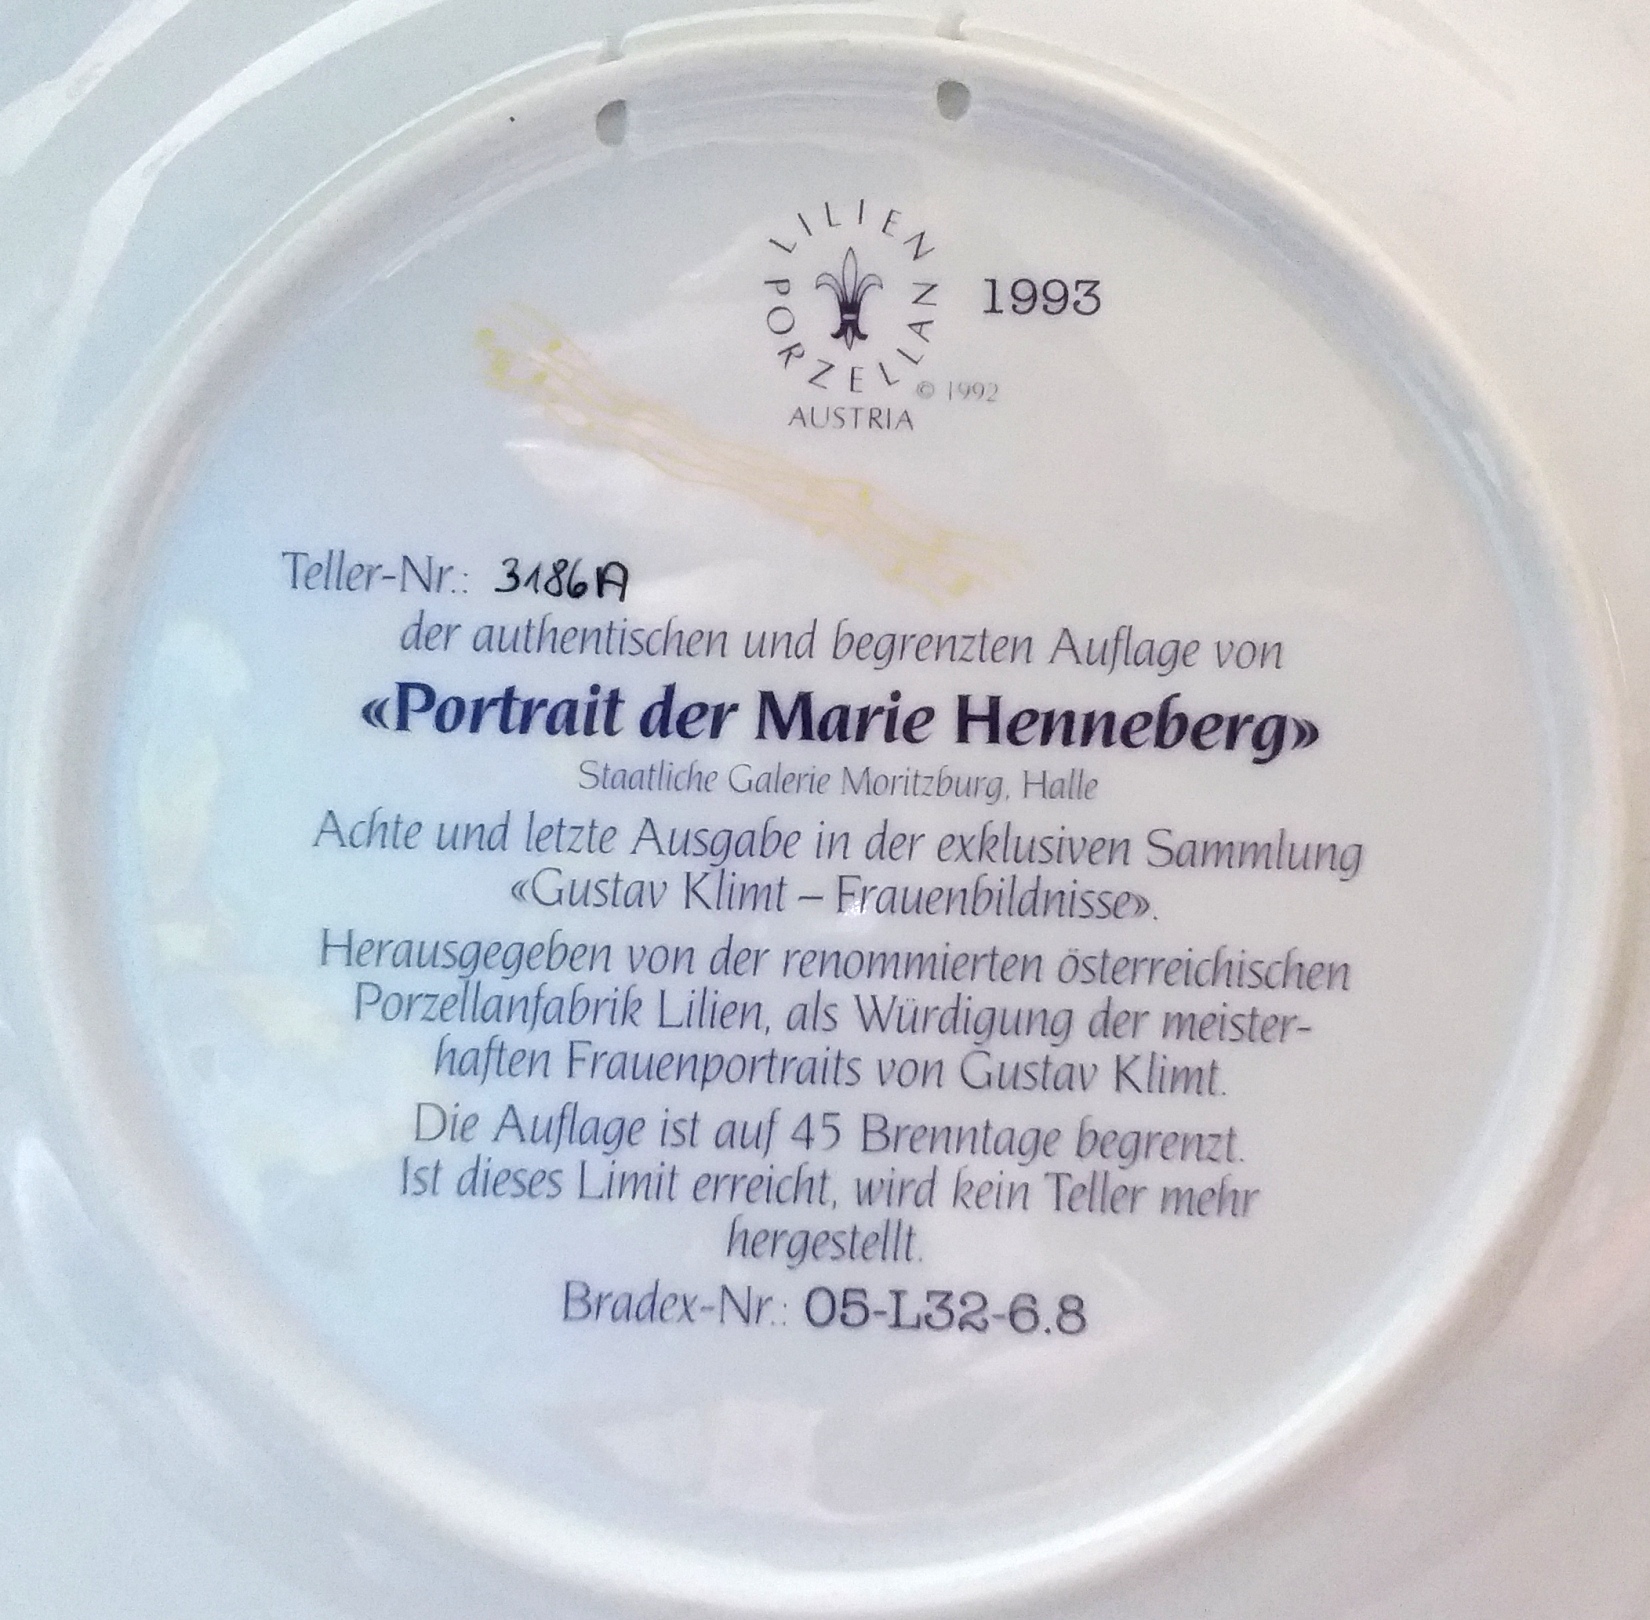 LILIEN PORZELLAN
1993
© 1992
AUSTRIA
Teller-Nr.: 3186A
der authentischen und begrenzten Auflage von
«Portrait der Marie Henneberg»
Staatliche Galerie Moritzburg, Halle
Achte und letzte Ausgabe in der exklusiven Sammlung
«Gustav Klimt – Frauenbildnisse».
Herausgegeben von der renommierten österreichischen
Porzellanfabrik Lilien, als Würdigung der meister-
haften Frauenportraits von Gustav Klimt.
Die Auflage ist auf 45 Brenntage begrenzt.
Ist dieses Limit erreicht, wird kein Teller mehr
hergestellt.
Bradex-Nr.: 05-L32-6.8